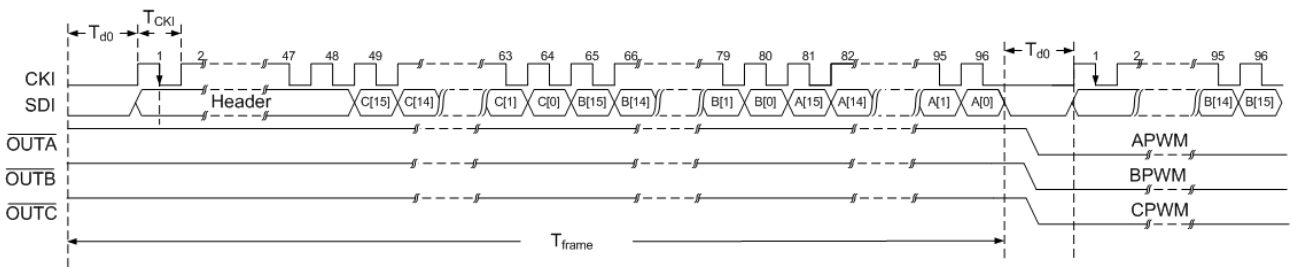 Td0 TCKI Td0
1 2 47 48 49 63 64 65 66 79 80 81 82 95 96 1 2 95 96
CKI
SDI Header C[15] C[14] C[1] C[0] B[15] B[14] B[1] B[0] A[15] A[14] A[1] A[0] B[14] B[15]
OUTA APWM
OUTB BPWM
OUTC CPWM
Tframe